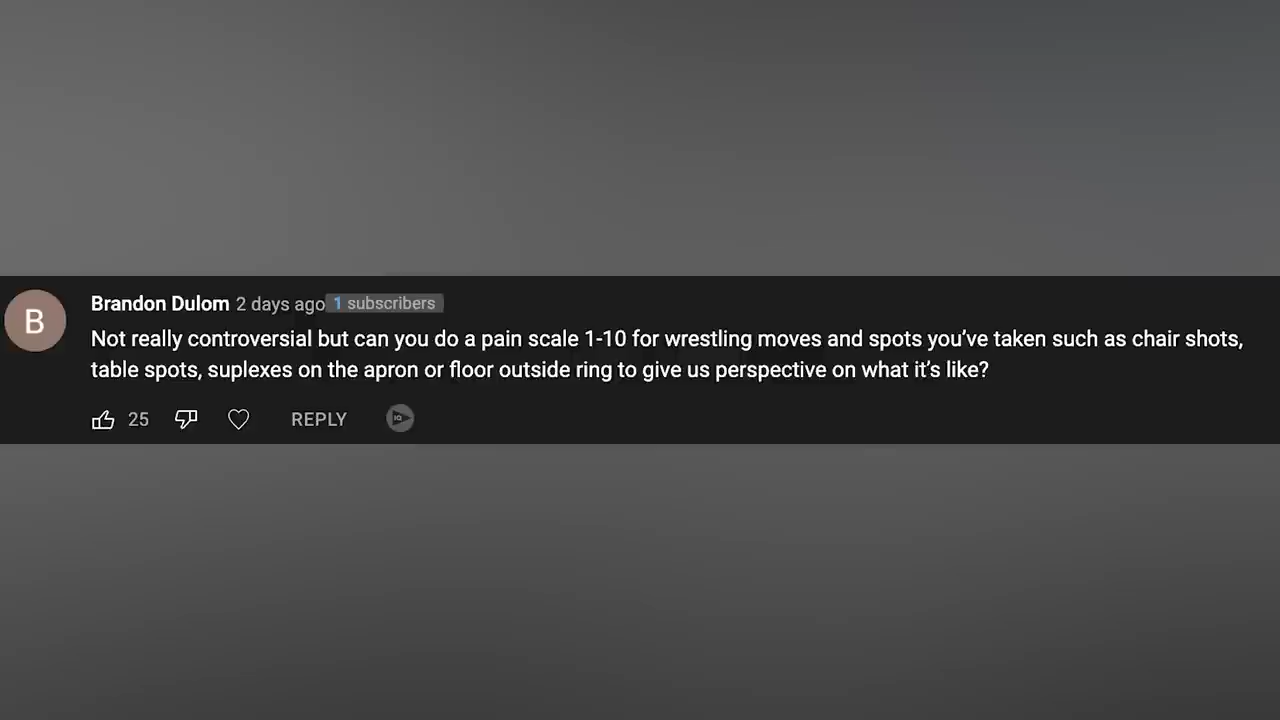 B
Brandon Dulom 2 days ago 1 subscribers
Not really controversial but can you do a pain scale 1-10 for wrestling moves and spots you’ve taken such as chair shots,
table spots, suplexes on the apron or floor outside ring to give us perspective on what it’s like?
25 REPLY IQ